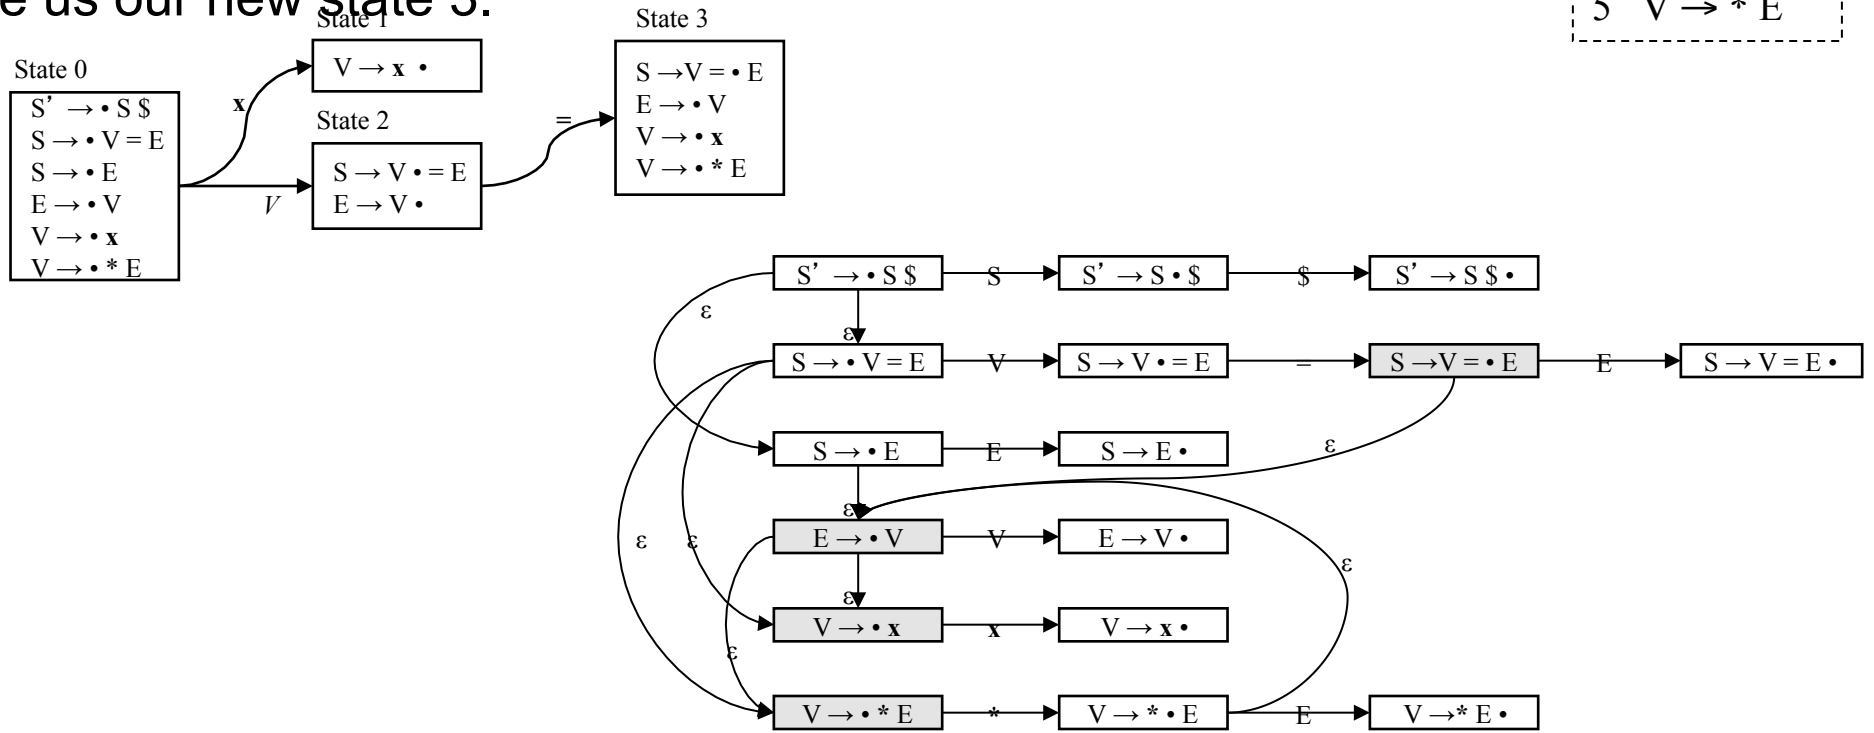 e us our new state 3.
5 V → * E
State 1
State 3
State 0
V → x •
S → V = • E
E → • V
V → • x
V → • * E
S’ → • S $
S → • V = E
S → • E
E → • V
V → • x
V → • * E
x
State 2
=
S → V • = E
E → V •
V
S’ → • S $
S
S’ → S • $
$
S’ → S $ •
ε
ε
S → • V = E
V
S → V • = E
=
S → V = • E
E
S → V = E •
S → • E
E
S → E •
ε
ε
E → • V
V
E → V •
ε
ε
ε
ε
V → • x
x
V → x •
ε
V → • * E
*
V → * • E
E
V → * E •